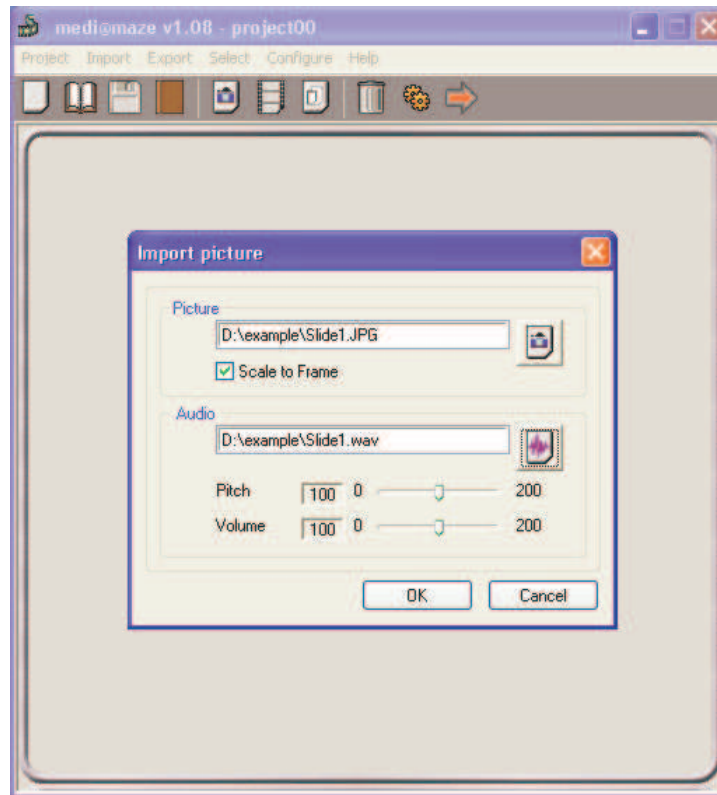 medi@maze v1.08 - project00
Project Import Export Select Configure Help
Import picture
Picture
D:\example\Slide1.JPG
Scale to Frame
Audio
D:\example\Slide1.wav
Pitch 100 0 200
Volume 100 0 200
OK Cancel